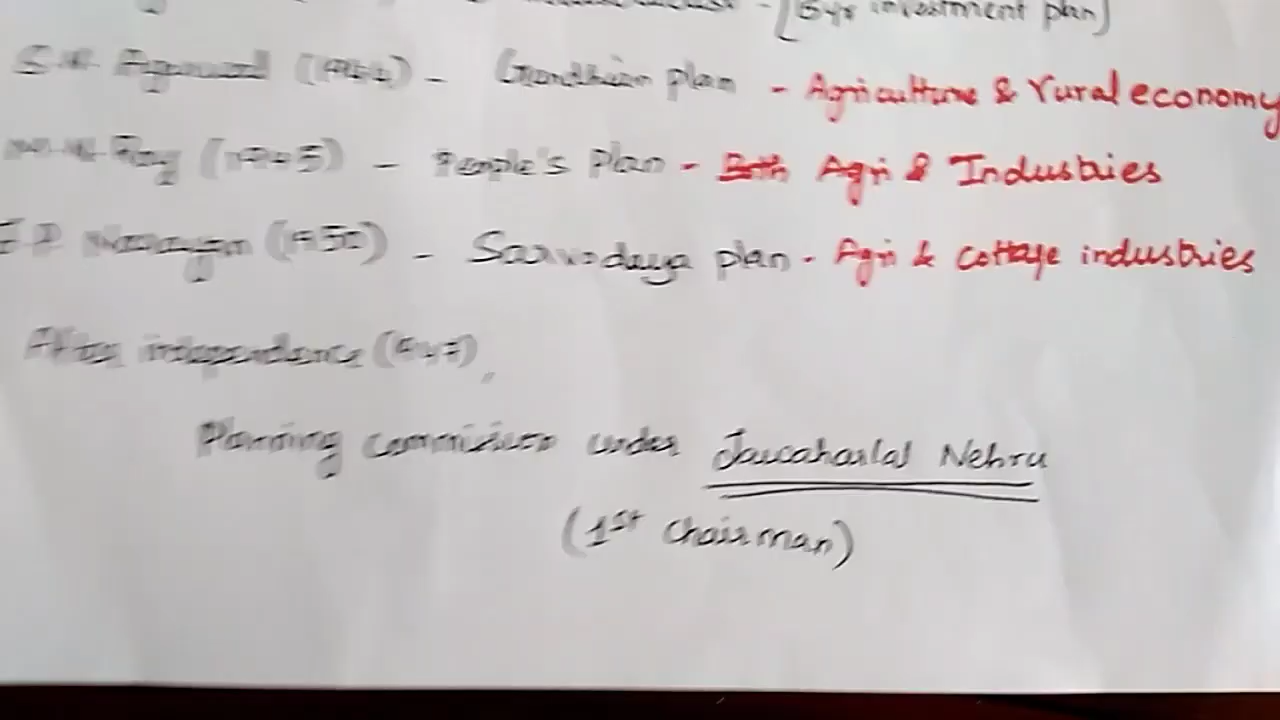 - [15 yr investment plan]
Agarwal (1944) - Gandhian plan - Agriculture & rural economy
Roy (1945) - People's Plan - Both Agri & Industries
Narayan (1950) - Sarvodaya plan - Agri & cottage industries
After independence (1947),
Planning commission under Jawaharlal Nehru
(1st Chairman)